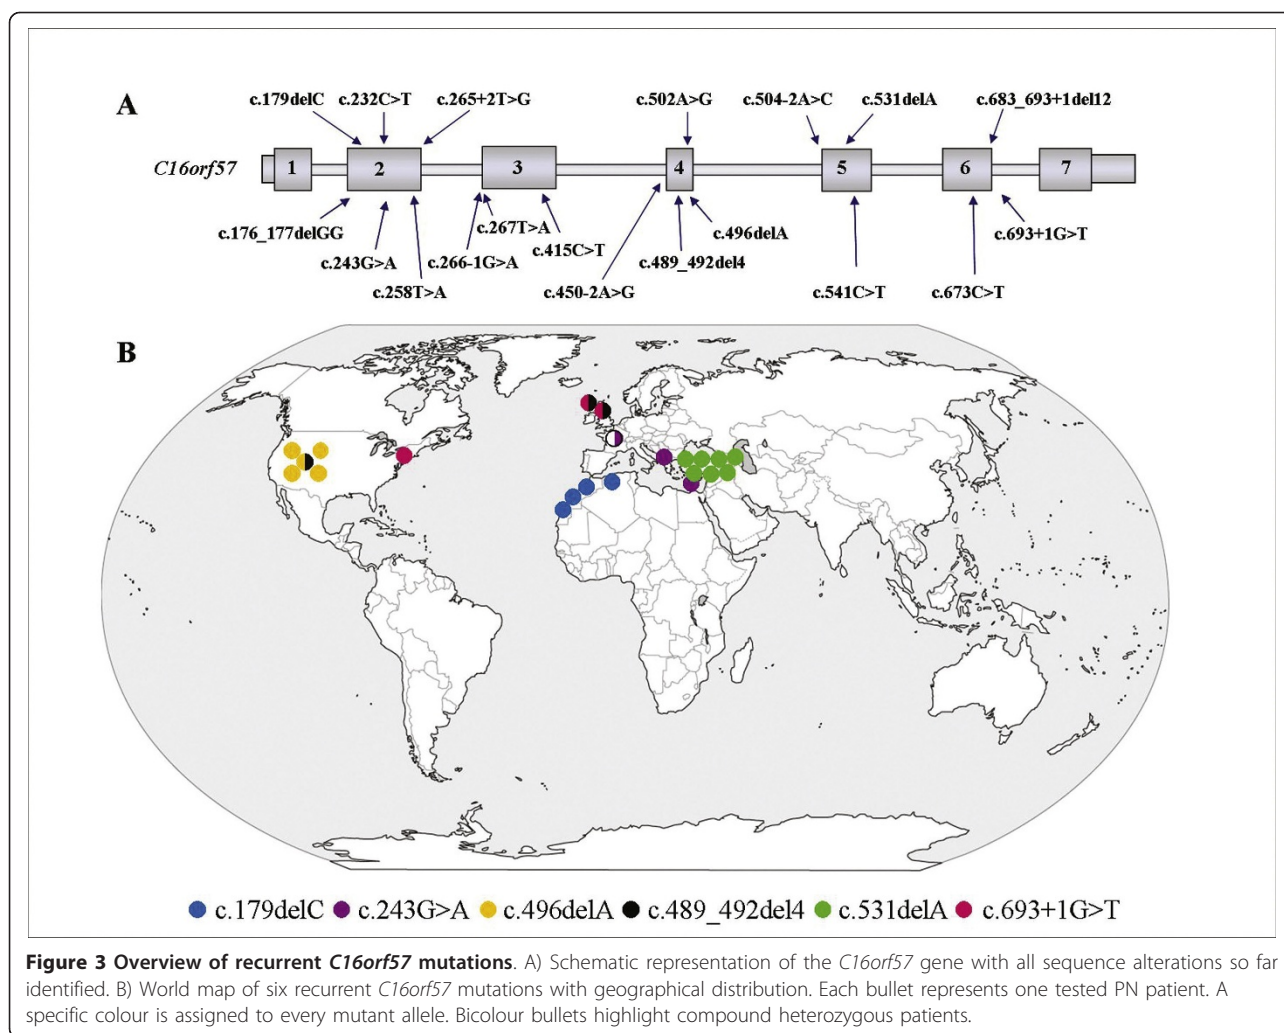 A
c.179delC c.232C>T c.265+2T>G c.502A>G c.504-2A>C c.531delA c.683_693+1del12
C16orf57 1 2 3 4 5 6 7
c.176_177delGG c.243G>A c.258T>A c.266-1G>A c.267T>A c.415C>T c.450-2A>G c.489_492del4 c.496delA c.541C>T c.673C>T c.693+1G>T
B
c.179delC c.243G>A c.496delA c.489_492del4 c.531delA c.693+1G>T
Figure 3 Overview of recurrent C16orf57 mutations. A) Schematic representation of the C16orf57 gene with all sequence alterations so far
identified. B) World map of six recurrent C16orf57 mutations with geographical distribution. Each bullet represents one tested PN patient. A
specific colour is assigned to every mutant allele. Bicolour bullets highlight compound heterozygous patients.